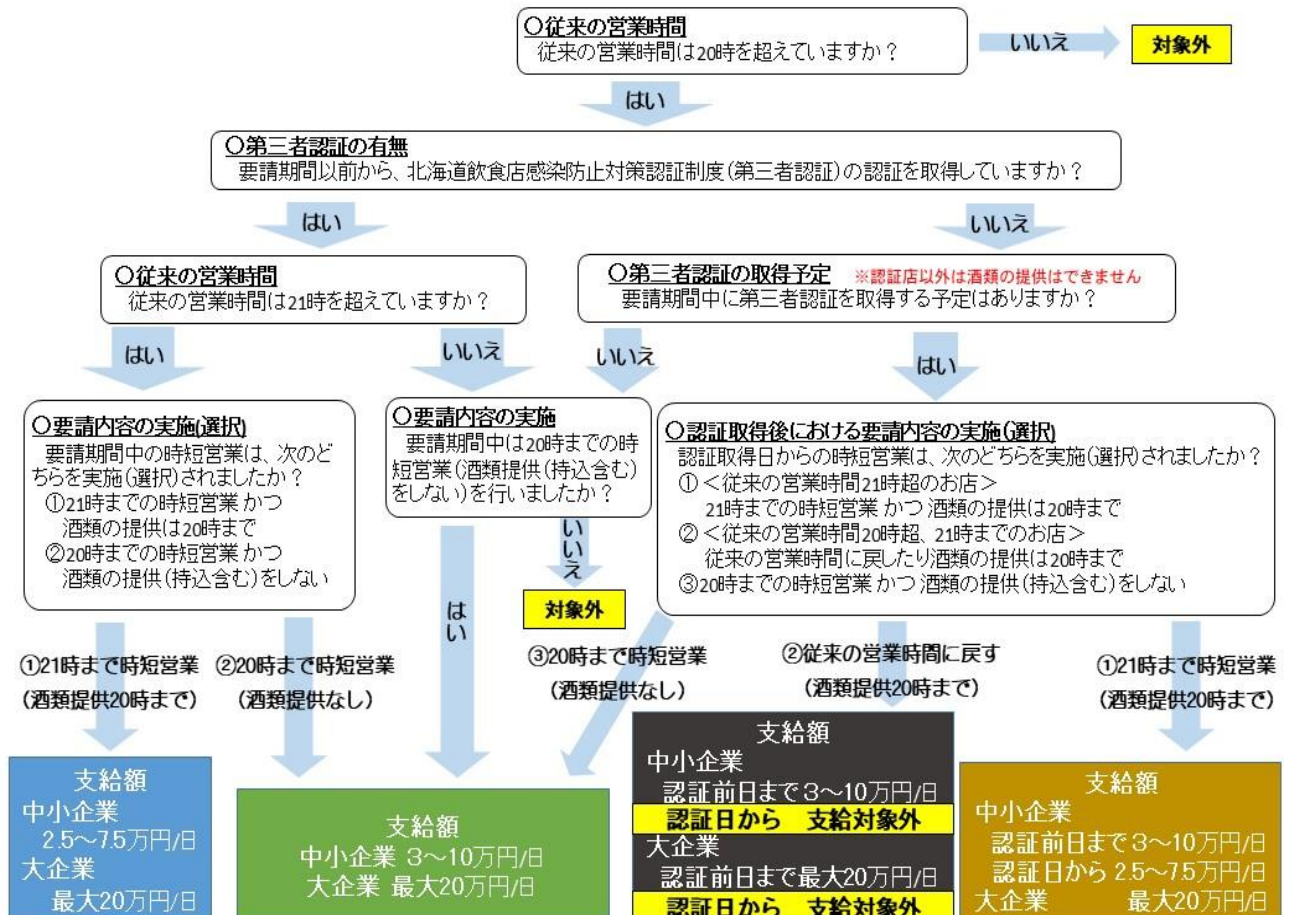 ○従来の営業時間
従来の営業時間は20時を超えていますか？
いいえ
対象外
はい
○第三者認証の有無
要請期間以前から、北海道飲食店感染防止対策認証制度（第三者認証）の認証を取得していますか？
はい
いいえ
○従来の営業時間
従来の営業時間は21時を超えていますか？
○第三者認証の取得予定 ※認証店以外は酒類の提供はできません
要請期間中に第三者認証を取得する予定はありますか？
はい
いいえ
いいえ
はい
○要請内容の実施(選択)
要請期間中の時短営業は、次のど
ちらを実施（選択）されましたか？
①21時までの時短営業 かつ
酒類の提供は20時まで
②20時までの時短営業 かつ
酒類の提供（持込含む）をしない
○要請内容の実施
要請期間中は20時までの時
短営業（酒類提供（持込含む）
をしない）を行いましたか？
○認証取得後における要請内容の実施（選択）
認証取得日からの時短営業は、次のどちらを実施（選択）されましたか？
①＜従来の営業時間21時超のお店＞
21時までの時短営業 かつ 酒類の提供は20時まで
②＜従来の営業時間20時超、21時までのお店＞
従来の営業時間に戻したり酒類の提供は20時まで
③20時までの時短営業 かつ 酒類の提供（持込含む）をしない
いいえ
対象外
はい
①21時まで時短営業
（酒類提供20時まで）
②20時まで時短営業
（酒類提供なし）
③20時まで時短営業
（酒類提供なし）
②従来の営業時間に戻す
（酒類提供20時まで）
①21時まで時短営業
（酒類提供20時まで）
支給額
中小企業
2.5～7.5万円/日
大企業
最大20万円/日
支給額
中小企業 3～10万円/日
大企業 最大20万円/日
支給額
中小企業
認証前日まで３～10万円/日
認証日から 支給対象外
大企業
認証前日まで最大20万円/日
認証日から 支給対象外
支給額
中小企業
認証前日まで３～10万円/日
認証日から 2.5～7.5万円/日
大企業 最大20万円/日